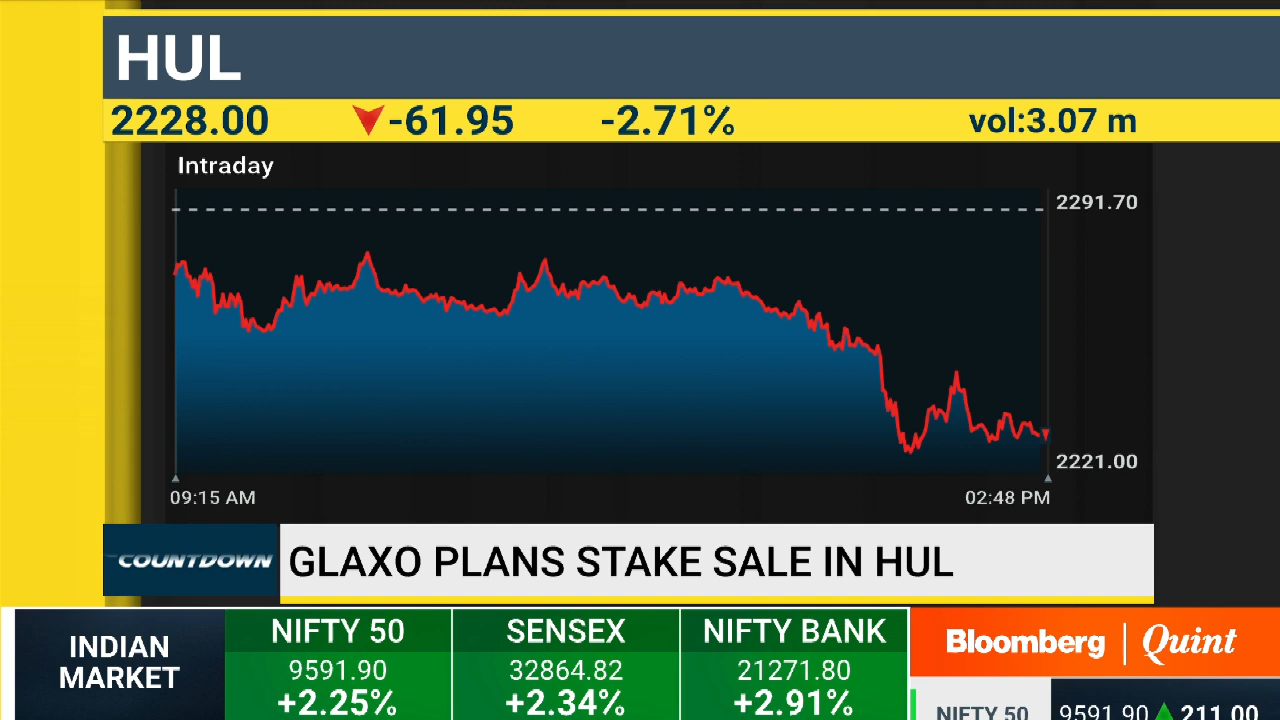 HUL
2228.00 -61.95 -2.71% vol:3.07 m
Intraday
2291.70
2221.00
09:15 AM 02:48 PM
COUNTDOWN GLAXO PLANS STAKE SALE IN HUL
INDIAN MARKET
NIFTY 50
9591.90
+2.25%
SENSEX
32864.82
+2.34%
NIFTY BANK
21271.80
+2.91%
Bloomberg | Quint
NIFTY 50 9591.90 211.00